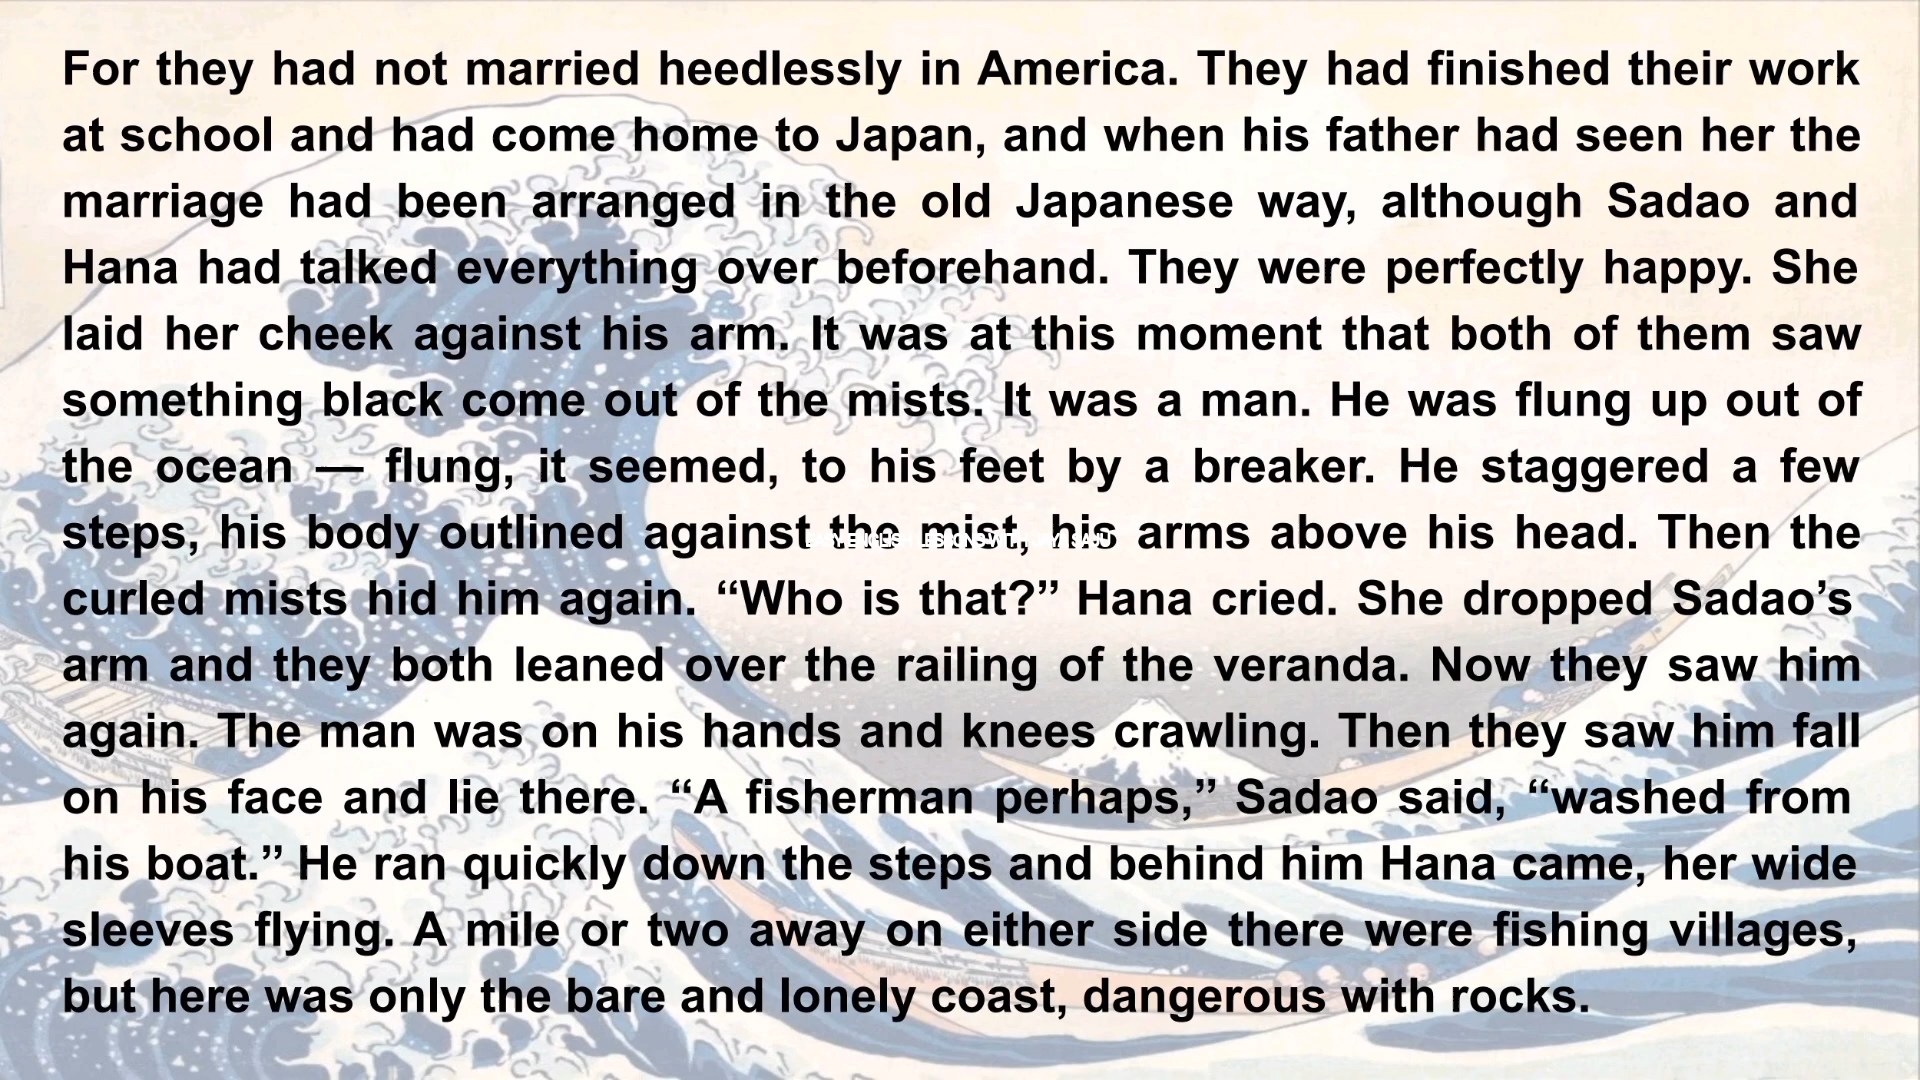 For they had not married heedlessly in America. They had finished their work
at school and had come home to Japan, and when his father had seen her the
marriage had been arranged in the old Japanese way, although Sadao and
Hana had talked everything over beforehand. They were perfectly happy. She
laid her cheek against his arm. It was at this moment that both of them saw
something black come out of the mists. It was a man. He was flung up out of
the ocean — flung, it seemed, to his feet by a breaker. He staggered a few
steps, his body outlined against the mist, his arms above his head. Then the
curled mists hid him again. “Who is that?” Hana cried. She dropped Sadao’s
arm and they both leaned over the railing of the veranda. Now they saw him
again. The man was on his hands and knees crawling. Then they saw him fall
on his face and lie there. “A fisherman perhaps,” Sadao said, “washed from
his boat.” He ran quickly down the steps and behind him Hana came, her wide
sleeves flying. A mile or two away on either side there were fishing villages,
but here was only the bare and lonely coast, dangerous with rocks.